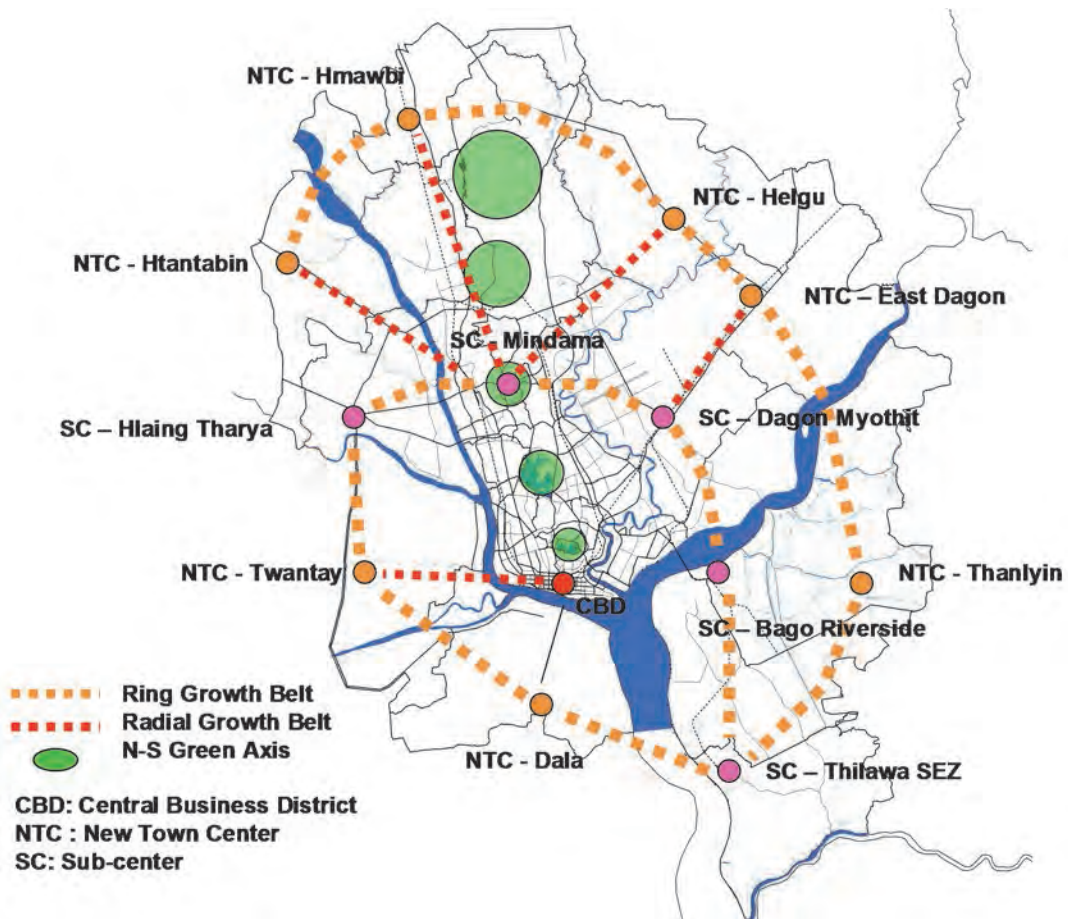 NTC - Hmawbi
NTC - Helgu
NTC - Htantabin
NTC – East Dagon
SC - Mindama
SC – Hlaing Tharya
SC – Dagon Myothit
NTC - Twantay
NTC - Thanlyin
CBD
SC – Bago Riverside
Ring Growth Belt
Radial Growth Belt
N-S Green Axis
NTC - Dala
SC – Thilawa SEZ
CBD: Central Business District
NTC : New Town Center
SC: Sub-center